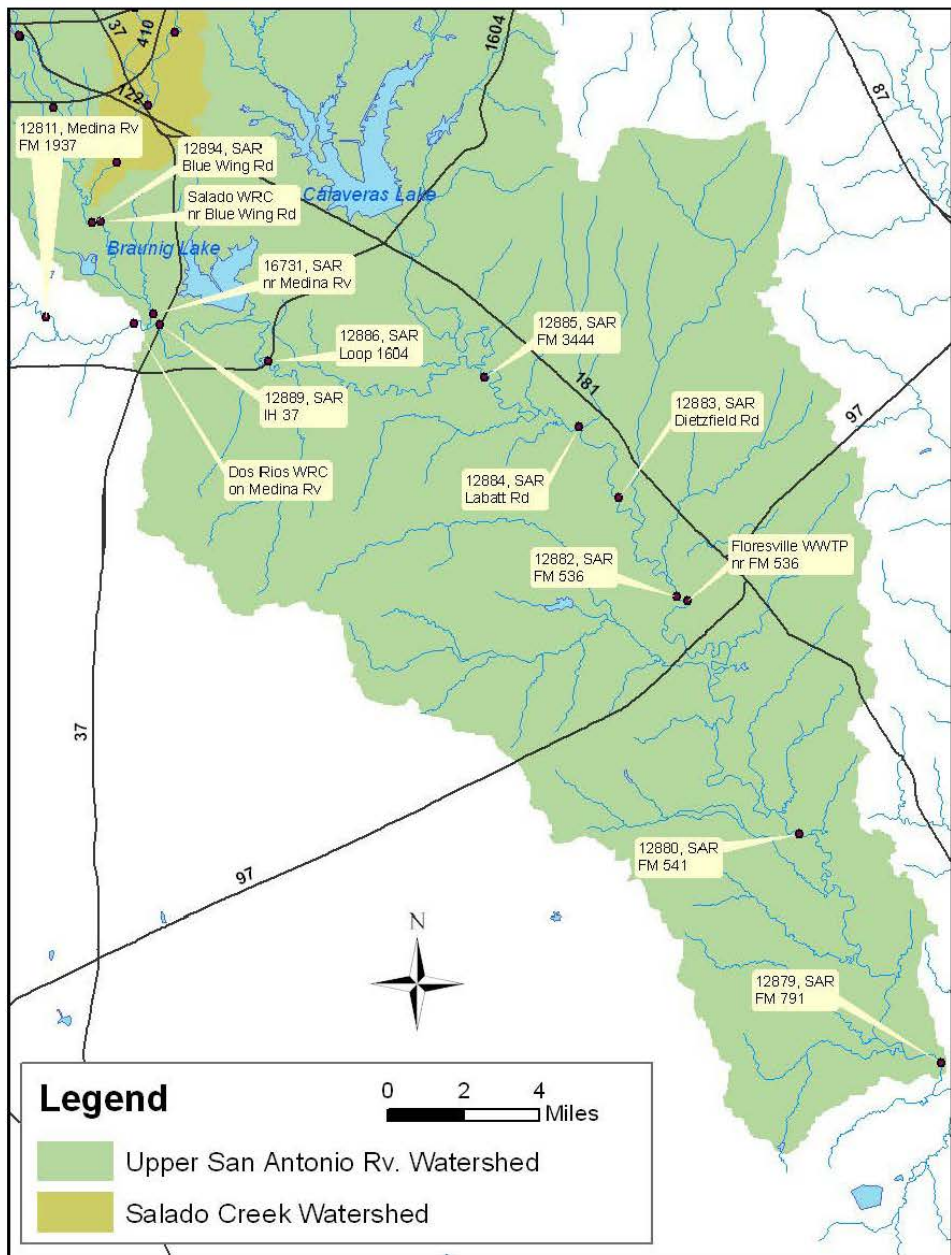 37
410
1604
87
122
12811, Medina Rv
FM 1937
12894, SAR
Blue Wing Rd
Salado WRC
nr Blue Wing Rd
Calaveras Lake
Braunig Lake
16731, SAR
nr Medina Rv
12886, SAR
Loop 1604
12885, SAR
FM 3444
12889, SAR
IH 37
181
12883, SAR
Dietzfield Rd
97
Dos Rios WRC
on Medina Rv
12884, SAR
Labatt Rd
12882, SAR
FM 536
Floresville WWTP
nr FM 536
37
12880, SAR
FM 541
97
N
12879, SAR
FM 791
Legend
0 2 4
Miles
Upper San Antonio Rv. Watershed
Salado Creek Watershed